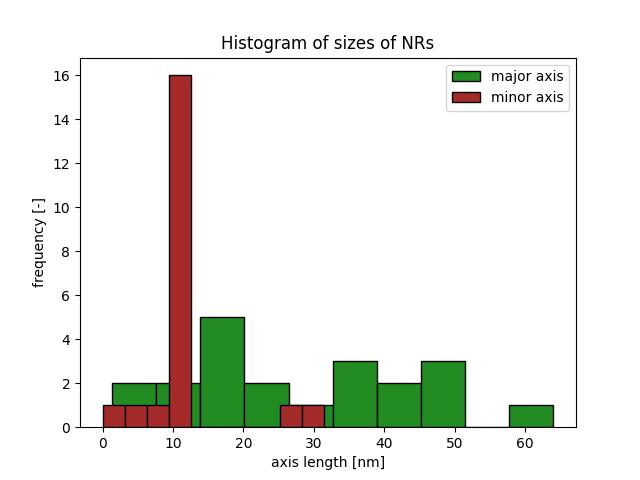 Histogram of sizes of NRs
major axis
minor axis
16
14
12
10
8
6
4
2
0
frequency [-]
0 10 20 30 40 50 60
axis length [nm]